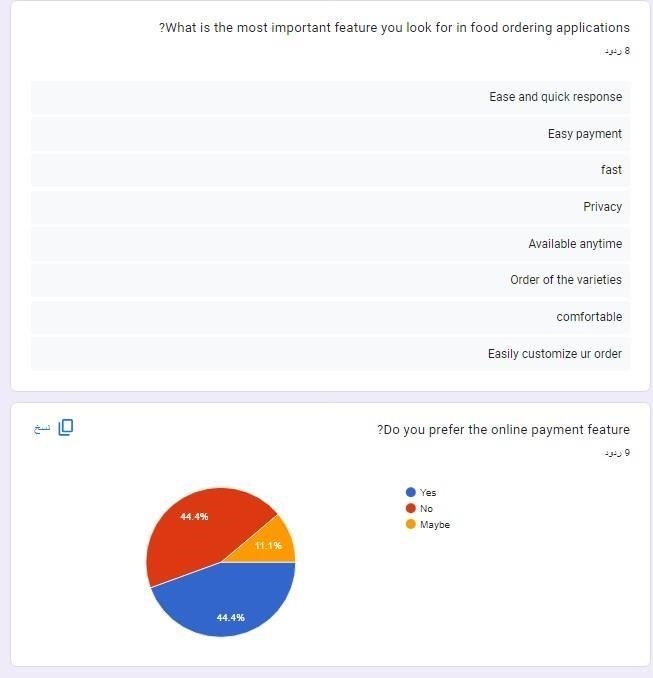 ?What is the most important feature you look for in food ordering applications
8 ردود
Ease and quick response
Easy payment
fast
Privacy
Available anytime
Order of the varieties
comfortable
Easily customize ur order
نسخ
?Do you prefer the online payment feature
9 ردود
Yes
No
Maybe
44.4%
11.1%
44.4%